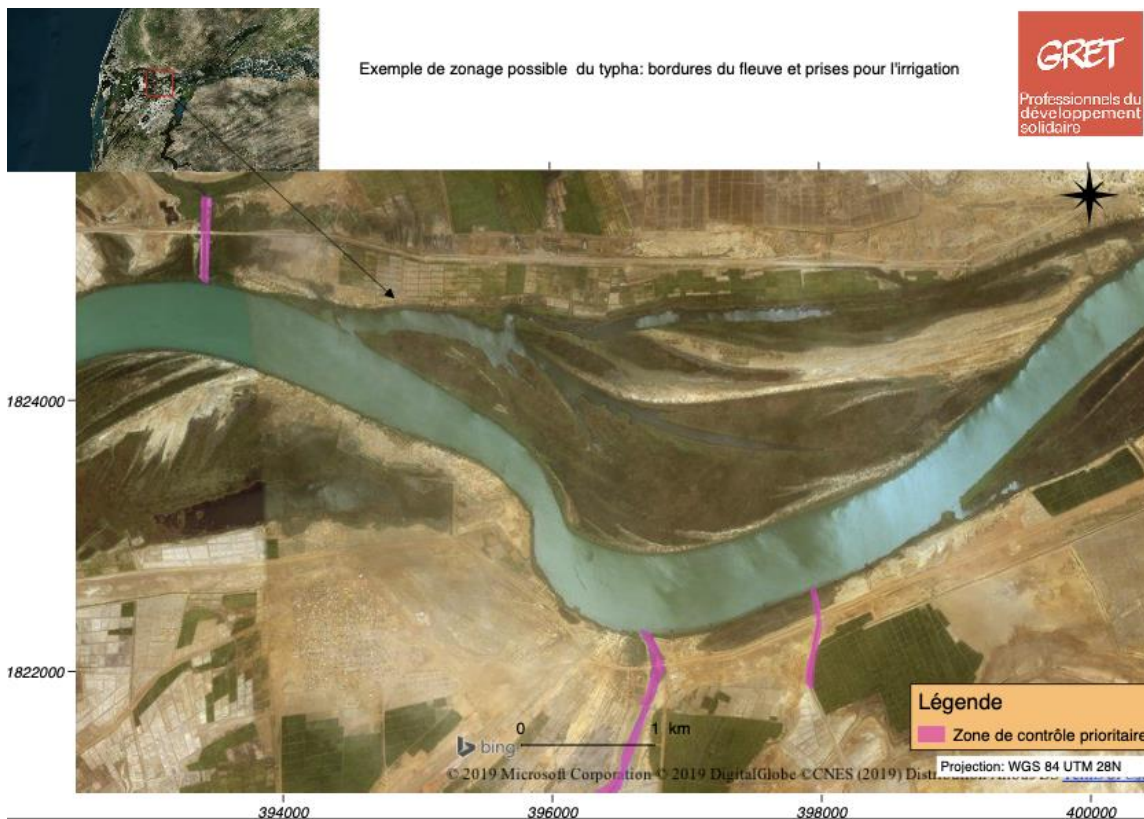 Exemple de zonage possible du typha: bordures du fleuve et prises pour l'irrigation
GRET
Professionnels du
développement
solidaire
1824000
1822000
Légende
Zone de contrôle prioritaire
Projection: WGS 84 UTM 28N
0 1 km
bing
© 2019 Microsoft Corporation © 2019 DigitalGlobe ©CNES (2019)
394000 396000 398000 400000